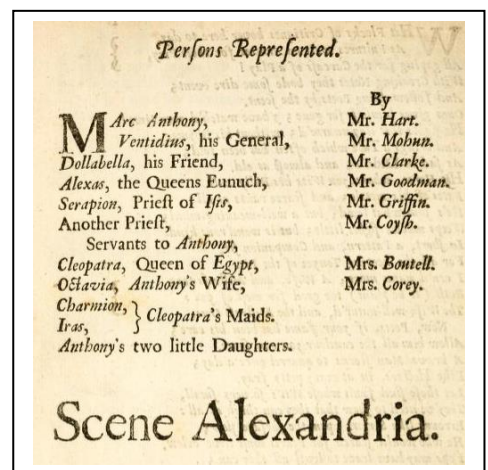 Perſons Repreſented.
By
MArc Anthony, Mr. Hart.
Ventidius, his General, Mr. Mohun.
Dollabella, his Friend, Mr. Clarke.
Alexas, the Queens Eunuch, Mr. Goodman.
Serapion, Prieſt of Iſis, Mr. Griffin.
Another Prieſt, Mr. Coyſh.
Servants to Anthony,
Cleopatra, Queen of Egypt, Mrs. Boutell.
Octavia, Anthony's Wife, Mrs. Corey.
Charmion, } Cleopatra's Maids.
Iras,
Anthony's two little Daughters.
Scene Alexandria.